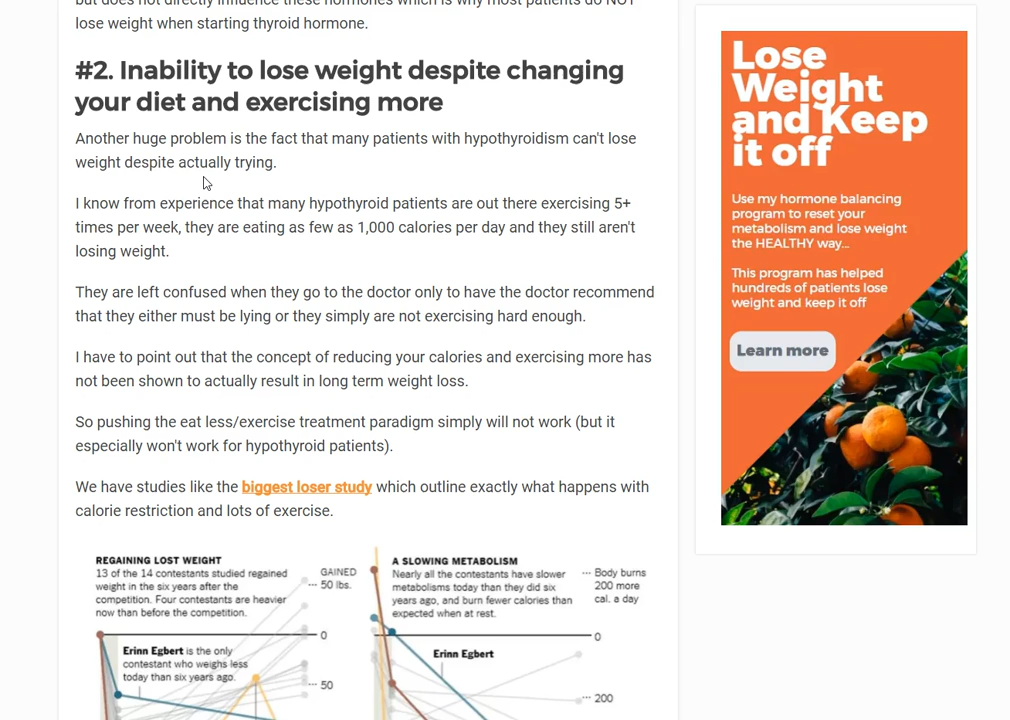 but does not directly influence these hormones which is why most patients do NOT
lose weight when starting thyroid hormone.
#2. Inability to lose weight despite changing
your diet and exercising more
Another huge problem is the fact that many patients with hypothyroidism can't lose
weight despite actually trying.
I know from experience that many hypothyroid patients are out there exercising 5+
times per week, they are eating as few as 1,000 calories per day and they still aren't
losing weight.
They are left confused when they go to the doctor only to have the doctor recommend
that they either must be lying or they simply are not exercising hard enough.
I have to point out that the concept of reducing your calories and exercising more has
not been shown to actually result in long term weight loss.
So pushing the eat less/exercise treatment paradigm simply will not work (but it
especially won't work for hypothyroid patients).
We have studies like the biggest loser study which outline exactly what happens with
calorie restriction and lots of exercise.
REGAINING LOST WEIGHT
13 of the 14 contestants studied regained
weight in the six years after the
competition. Four contestants are heavier
now than before the competition.
GAINED
50 lbs.
0
Erinn Egbert is the only
contestant who weighs less
today than six years ago.
50
A SLOWING METABOLISM
Nearly all the contestants have slower
metabolisms today than they did six
years ago, and burn fewer calories than
expected when at rest.
Body burns
200 more
cal. a day
0
Erinn Egbert
200
Lose
Weight
and Keep
it off
Use my hormone balancing
program to reset your
metabolism and lose weight
the HEALTHY way...
This program has helped
hundreds of patients lose
weight and keep it off
Learn more